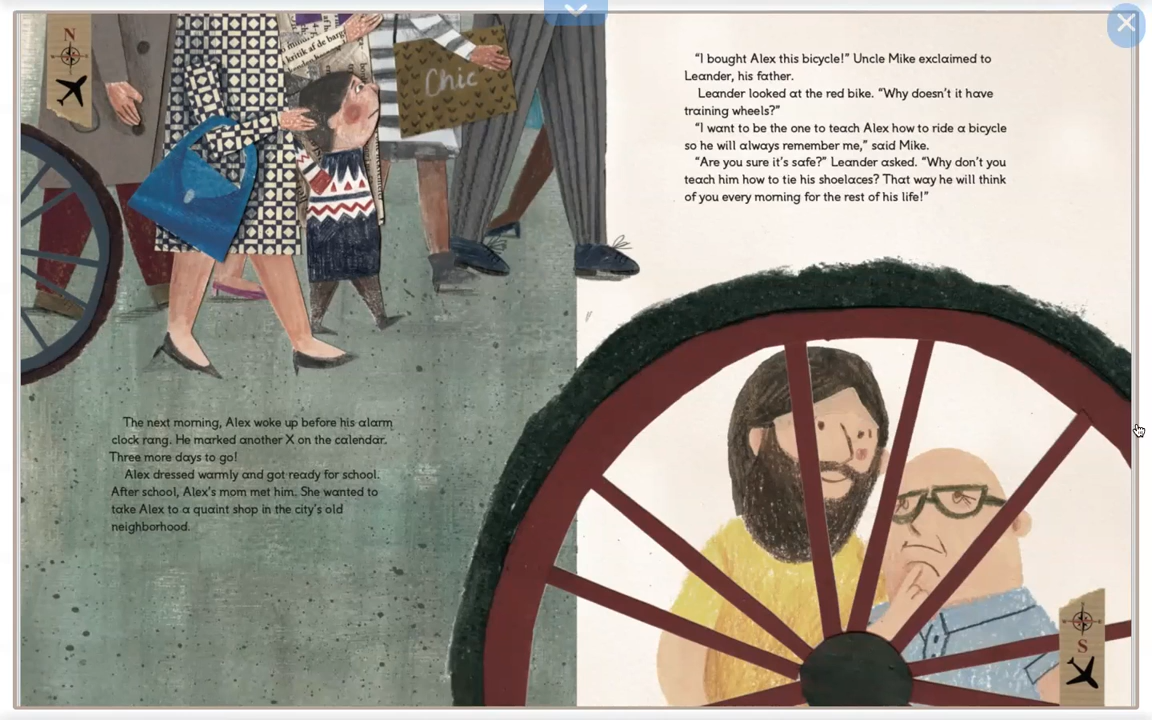 N
kritik af de
Chic
The next morning, Alex woke up before his alarm
clock rang. He marked another X on the calendar.
Three more days to go!
Alex dressed warmly and got ready for school.
After school, Alex's mom met him. She wanted to
take Alex to a quaint shop in the city's old
neighborhood.
"I bought Alex this bicycle!" Uncle Mike exclaimed to
Leander, his father.
Leander looked at the red bike. "Why doesn't it have
training wheels?"
"I want to be the one to teach Alex how to ride a bicycle
so he will always remember me," said Mike.
"Are you sure it's safe?" Leander asked. "Why don't you
teach him how to tie his shoelaces? That way he will think
of you every morning for the rest of his life!"
S